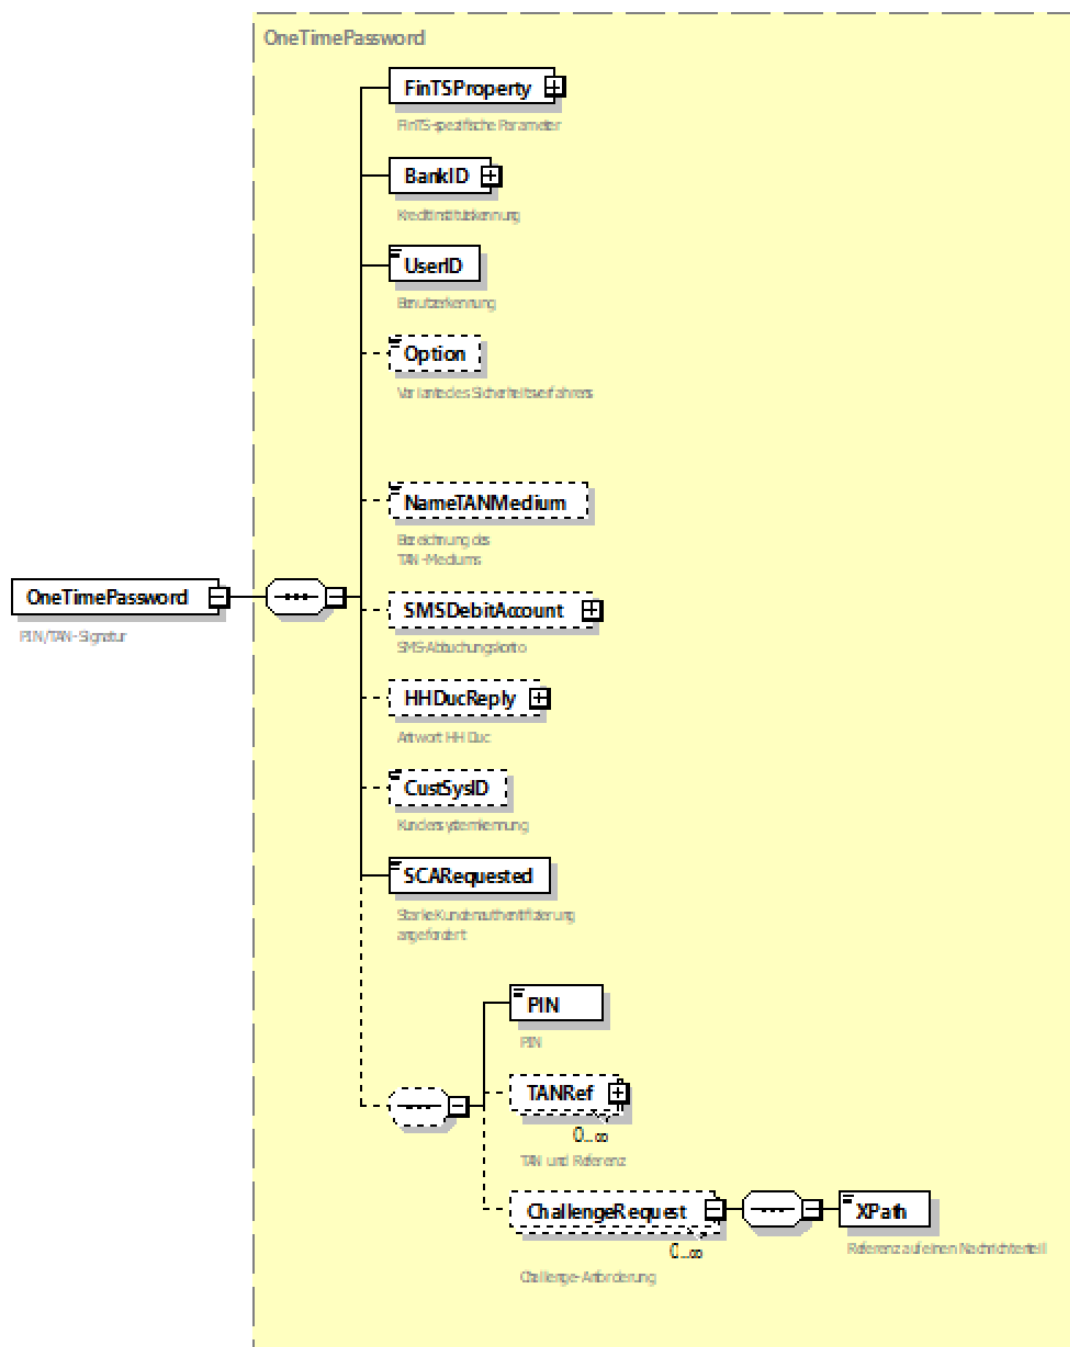 OneTimePassword
FinTSProperty
FinTS-spezifische Parameter
BankID
Kreditinstitutskennung
UserID
Benutzerkennung
Option
Variante des Sicherheitsverfahrens
NameTANMedium
Bezeichnung des
TAN-Mediums
OneTimePassword
PIN/TAN-Signatur
SMSDebitAccount
SMS-Abbuchungskonto
HHDucReply
Antwort HHDuc
CustSysID
Kundensystemkennung
SCARequested
Starke Kundenauthentifizierung
angefordert
PIN
PIN
TANRef
0..∞
TAN und Referenz
ChallengeRequest
XPath
0..∞
Referenz auf einen Nachrichtenteil
Challenge-Anforderung